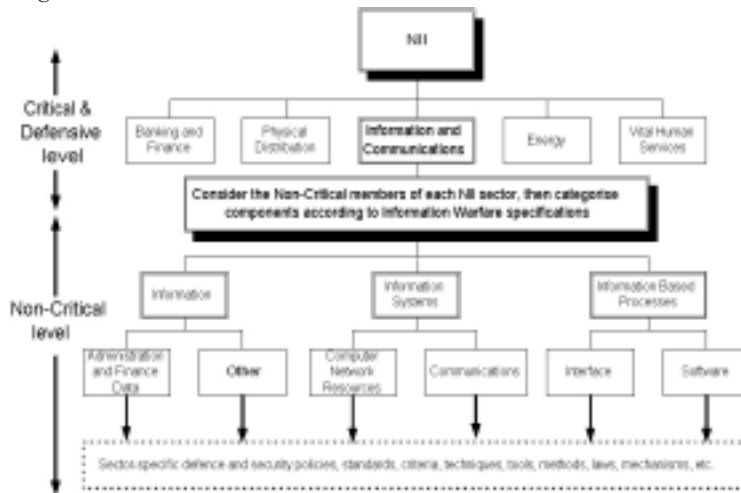 NII
Critical &
Defensive
level
Banking and
Finance
Physical
Distribution
Information and
Communications
Energy
Vital Human
Services
Consider the Non-Critical members of each NII sector, then categorise
components according to Information Warfare specifications
Non-Critical
level
Information
Information
Systems
Information Based
Processes
Administration
and Finance
Data
Other
Computer
Network
Resources
Communications
Interface
Software
Sector-specific defence and security policies, standards, criteria, techniques, tools, methods, laws, mechanisms, etc.